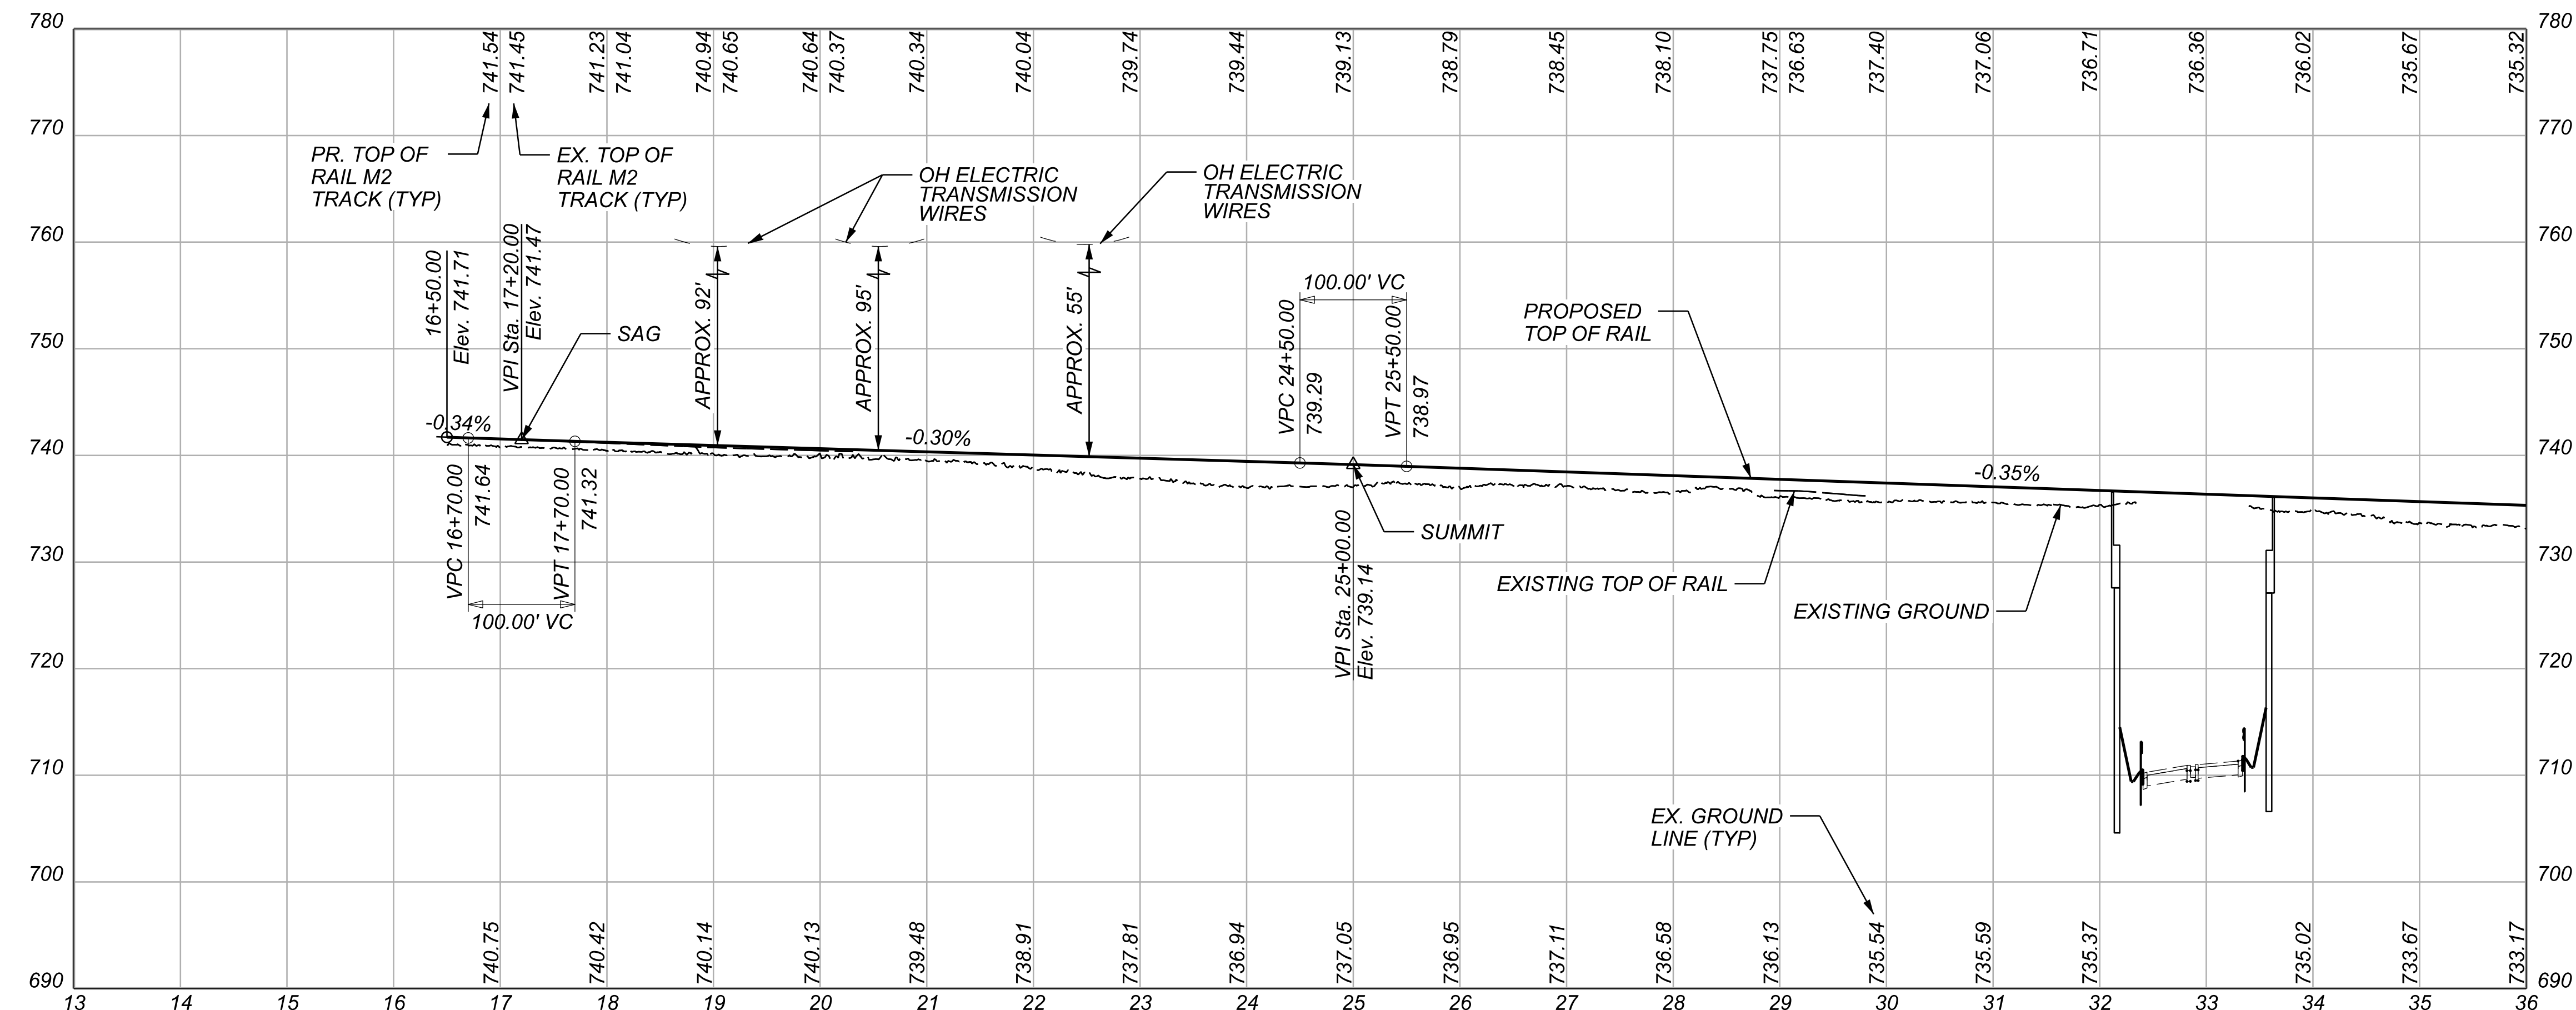 780
780
741.54
741.45
741.23
741.04
740.94
740.65
740.64
740.37
740.34
740.04
739.74
739.44
739.13
738.79
738.45
738.10
737.75
736.63
737.40
737.06
736.71
736.36
736.02
735.67
735.32
770
770
PR. TOP OF
RAIL M2
TRACK (TYP)
EX. TOP OF
RAIL M2
TRACK (TYP)
OH ELECTRIC
TRANSMISSION
WIRES
OH ELECTRIC
TRANSMISSION
WIRES
760
760
16+50.00
Elev. 741.71
VPI Sta. 17+20.00
Elev. 741.47
SAG
APPROX. 92'
APPROX. 95'
APPROX. 55'
100.00' VC
VPC 24+50.00
739.29
VPT 25+50.00
738.97
PROPOSED
TOP OF RAIL
750
750
-0.34%
-0.30%
-0.35%
740
740
VPC 16+70.00
741.64
VPT 17+70.00
741.32
100.00' VC
SUMMIT
VPI Sta. 25+00.00
Elev. 739.14
EXISTING TOP OF RAIL
EXISTING GROUND
730
730
720
720
710
710
EX. GROUND
LINE (TYP)
700
700
740.75
740.42
740.14
740.13
739.48
738.91
737.81
736.94
737.05
736.95
737.11
736.58
736.13
735.54
735.59
735.37
735.02
733.67
733.17
690
690
13
14
15
16
17
18
19
20
21
22
23
24
25
26
27
28
29
30
31
32
33
34
35
36